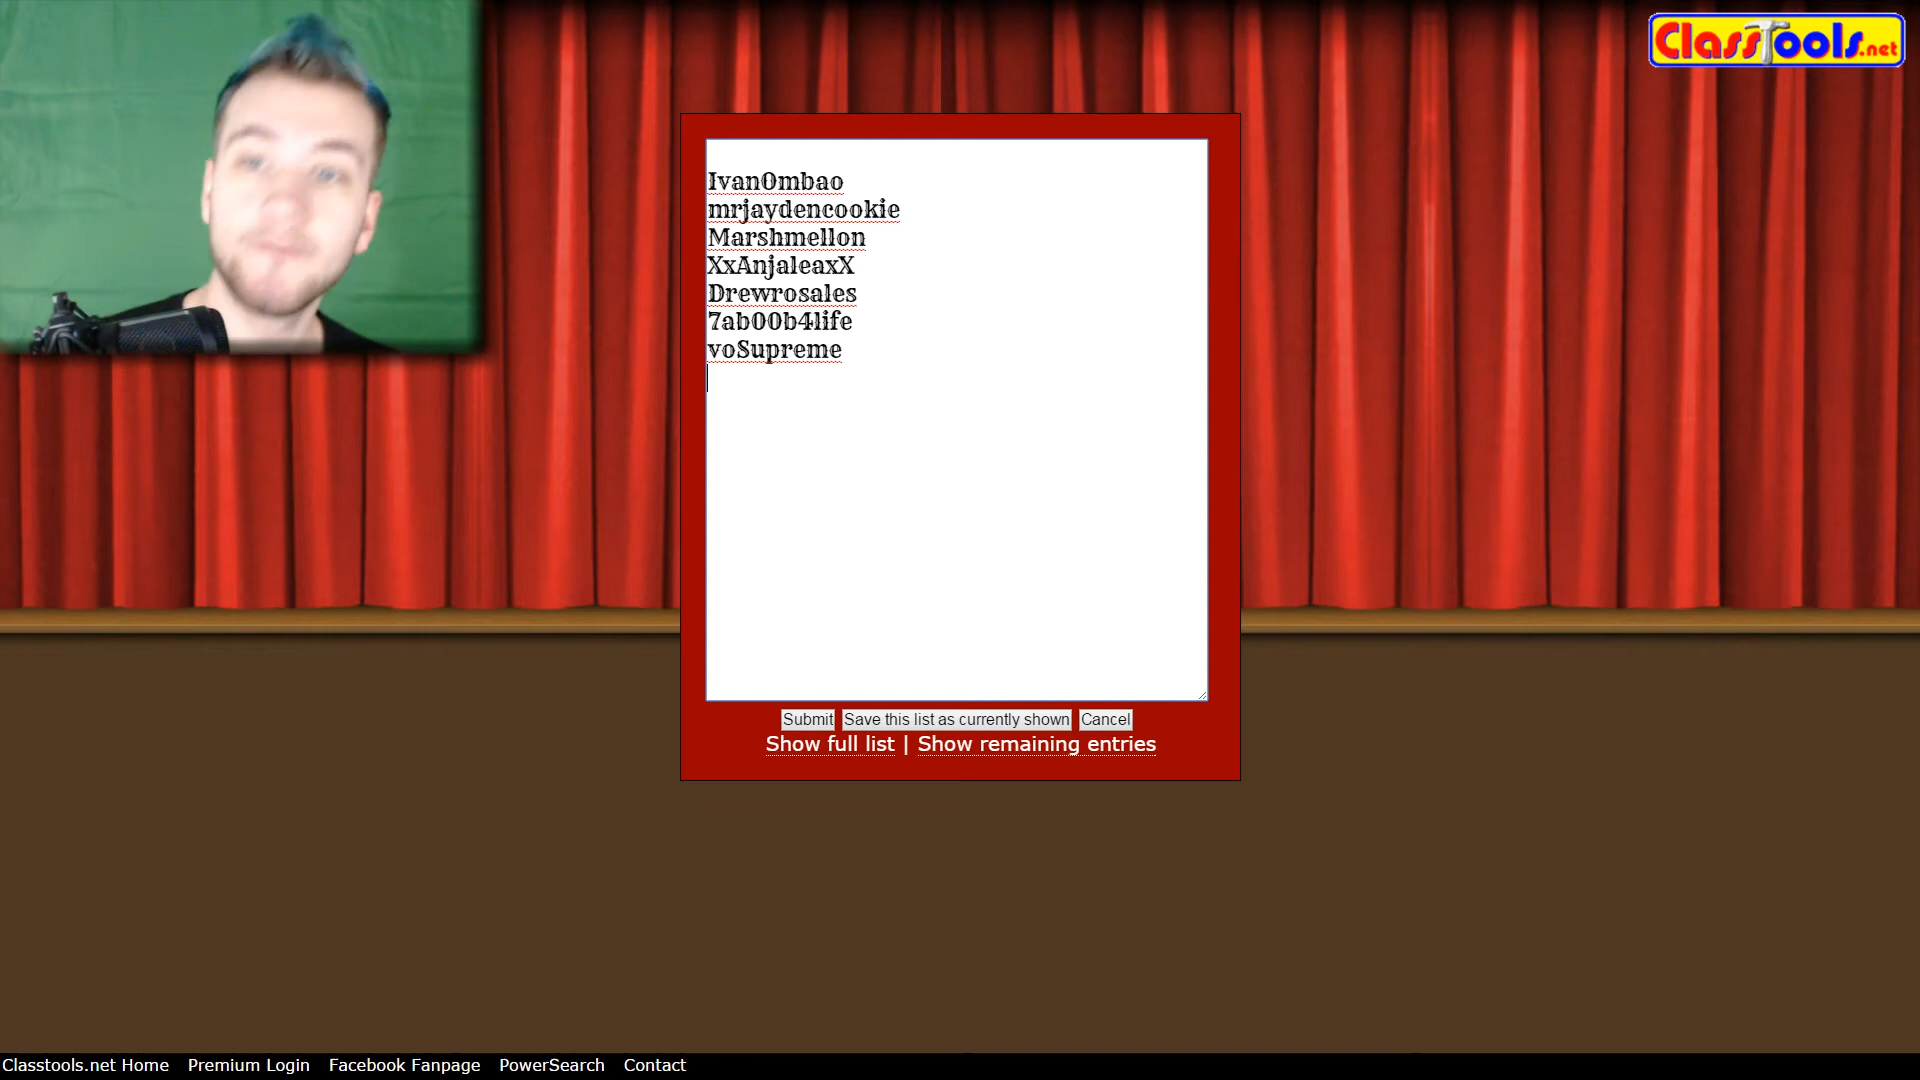 ClassTools.net
IvanOmbao
mrjaydencookie
Marshmellon
XxAnjaleaxX
Drewrosales
7ab00b4life
voSupreme
Submit Save this list as currently shown Cancel
Show full list | Show remaining entries
Classtools.net Home Premium Login Facebook Fanpage PowerSearch Contact